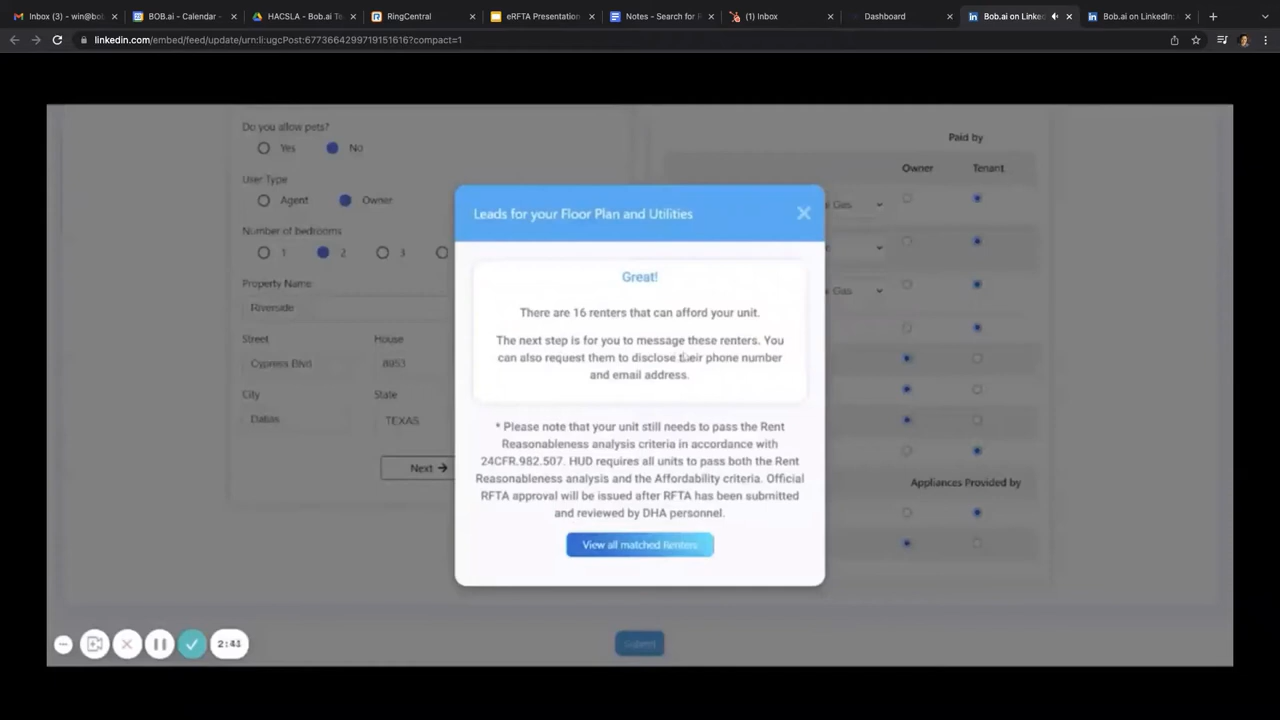 Inbox (3) - win@bo
BOB.ai - Calendar -
HACSLA - Bob.ai Te
RingCentral
eRFTA Presentation
Notes - Search for R
(1) Inbox
Dashboard
Bob.ai on Linked
Bob.ai on LinkedIn:
linkedin.com/embed/feed/update/urn:li:ugcPost:6773664299719151616?compact=1
Do you allow pets?
Yes No
User Type
Agent Owner
Number of bedrooms
1 2 3
Property Name
Riverside
Street House
Cypress Blvd 8053
City State
Dallas TEXAS
Next →
Paid by
Owner Tenant
Gas
Gas
Appliances Provided by
Leads for your Floor Plan and Utilities
Great!
There are 16 renters that can afford your unit.
The next step is for you to message these renters. You
can also request them to disclose their phone number
and email address.
* Please note that your unit still needs to pass the Rent
Reasonableness analysis criteria in accordance with
24CFR.982.507. HUD requires all units to pass both the Rent
Reasonableness analysis and the Affordability criteria. Official
RFTA approval will be issued after RFTA has been submitted
and reviewed by DHA personnel.
View all matched Renters
Submit
2:41